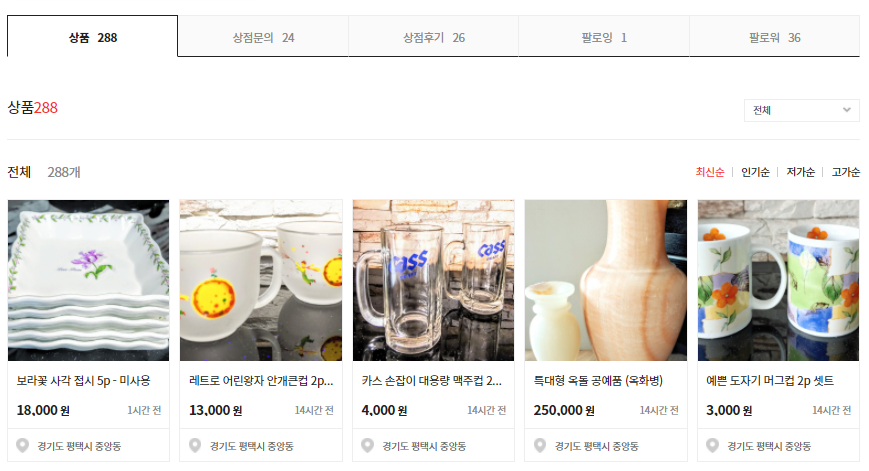 상품 288 상점문의 24 상점후기 26 팔로잉 1 팔로워 36
상품288 전체
전체 288개 최신순 인기순 저가순 고가순
cass cass
보라꽃 사각 접시 5p - 미사용
18,000 원 1시간 전
경기도 평택시 중앙동
레트로 어린왕자 안개큰컵 2p...
13,000 원 14시간 전
경기도 평택시 중앙동
카스 손잡이 대용량 맥주컵 2...
4,000 원 14시간 전
경기도 평택시 중앙동
특대형 옥돌 공예품 (옥화병)
250,000 원 14시간 전
경기도 평택시 중앙동
예쁜 도자기 머그컵 2p 셋트
3,000 원 14시간 전
경기도 평택시 중앙동